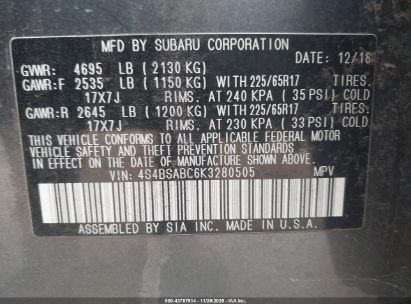 MFD BY SUBARU CORPORATION
DATE: 12/18
GVWR: 4695 LB (2130 KG)
GAWR:F 2535 LB (1150 KG) WITH 225/65R17 TIRES.
17X7J RIMS. AT 240 KPA (35 PSI) COLD
GAWR:R 2645 LB (1200 KG) WITH 225/65R17 TIRES.
17X7J RIMS. AT 230 KPA (33 PSI) COLD
THIS VEHICLE CONFORMS TO ALL APPLICABLE FEDERAL MOTOR
VEHICLE SAFETY, BUMPER, AND THEFT PREVENTION STANDARDS
IN EFFECT ON THE DATE OF MANUFACTURE SHOWN ABOVE.
VIN: 4S4BSABC6K3280505 MPV
ASSEMBLED BY SIA INC. MADE IN U.S.A.